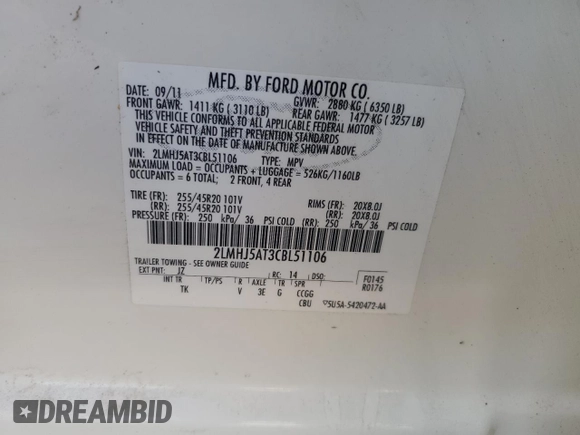 MFD. BY FORD MOTOR CO.
DATE: 09/11 GVWR: 2880 KG ( 6350 LB)
FRONT GAWR: 1411 KG ( 3110 LB) REAR GAWR: 1477 KG ( 3257 LB)
THIS VEHICLE CONFORMS TO ALL APPLICABLE FEDERAL MOTOR
VEHICLE SAFETY AND THEFT PREVENTION STANDARDS
IN EFFECT ON THE DATE OF MANUFACTURE SHOWN ABOVE.
VIN: 2LMHJ5AT3CBL51106 TYPE: MPV
MAXIMUM LOAD = OCCUPANTS + LUGGAGE = 526KG/1160LB
OCCUPANTS = 6 TOTAL; 2 FRONT, 4 REAR
TIRE (FR): 255/45R20 101V RIMS (FR): 20X8.0J
(RR): 255/45R20 101V (RR): 20X8.0J
PRESSURE (FR): 250 kPa/ 36 PSI COLD (RR): 250 kPa/ 36 PSI COLD
2LMHJ5AT3CBL51106
TRAILER TOWING - SEE OWNER GUIDE
EXT PNT: JZ RC: 14 DSO: F0145
R0176
INT TR TP/PS R AXLE TR SPR
TK V 3E G CCGG
CBU 5U5A-5420472-AA
DREAMBID